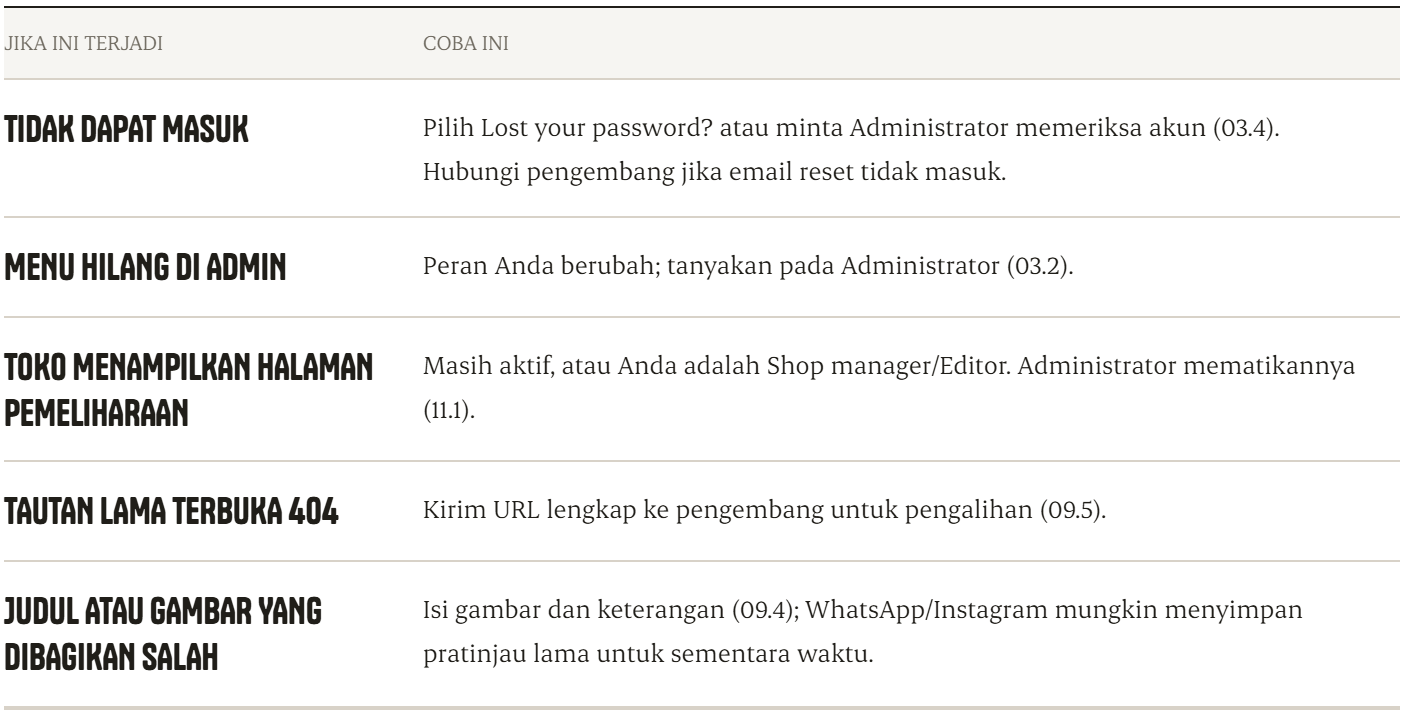 JIKA INI TERJADI
COBA INI
TIDAK DAPAT MASUK
Pilih Lost your password? atau minta Administrator memeriksa akun (03.4).
Hubungi pengembang jika email reset tidak masuk.
MENU HILANG DI ADMIN
Peran Anda berubah; tanyakan pada Administrator (03.2).
TOKO MENAMPILKAN HALAMAN
PEMELIHARAAN
Masih aktif, atau Anda adalah Shop manager/Editor. Administrator mematikannya
(11.1).
TAUTAN LAMA TERBUKA 404
Kirim URL lengkap ke pengembang untuk pengalihan (09.5).
JUDUL ATAU GAMBAR YANG
DIBAGIKAN SALAH
Isi gambar dan keterangan (09.4); WhatsApp/Instagram mungkin menyimpan
pratinjau lama untuk sementara waktu.